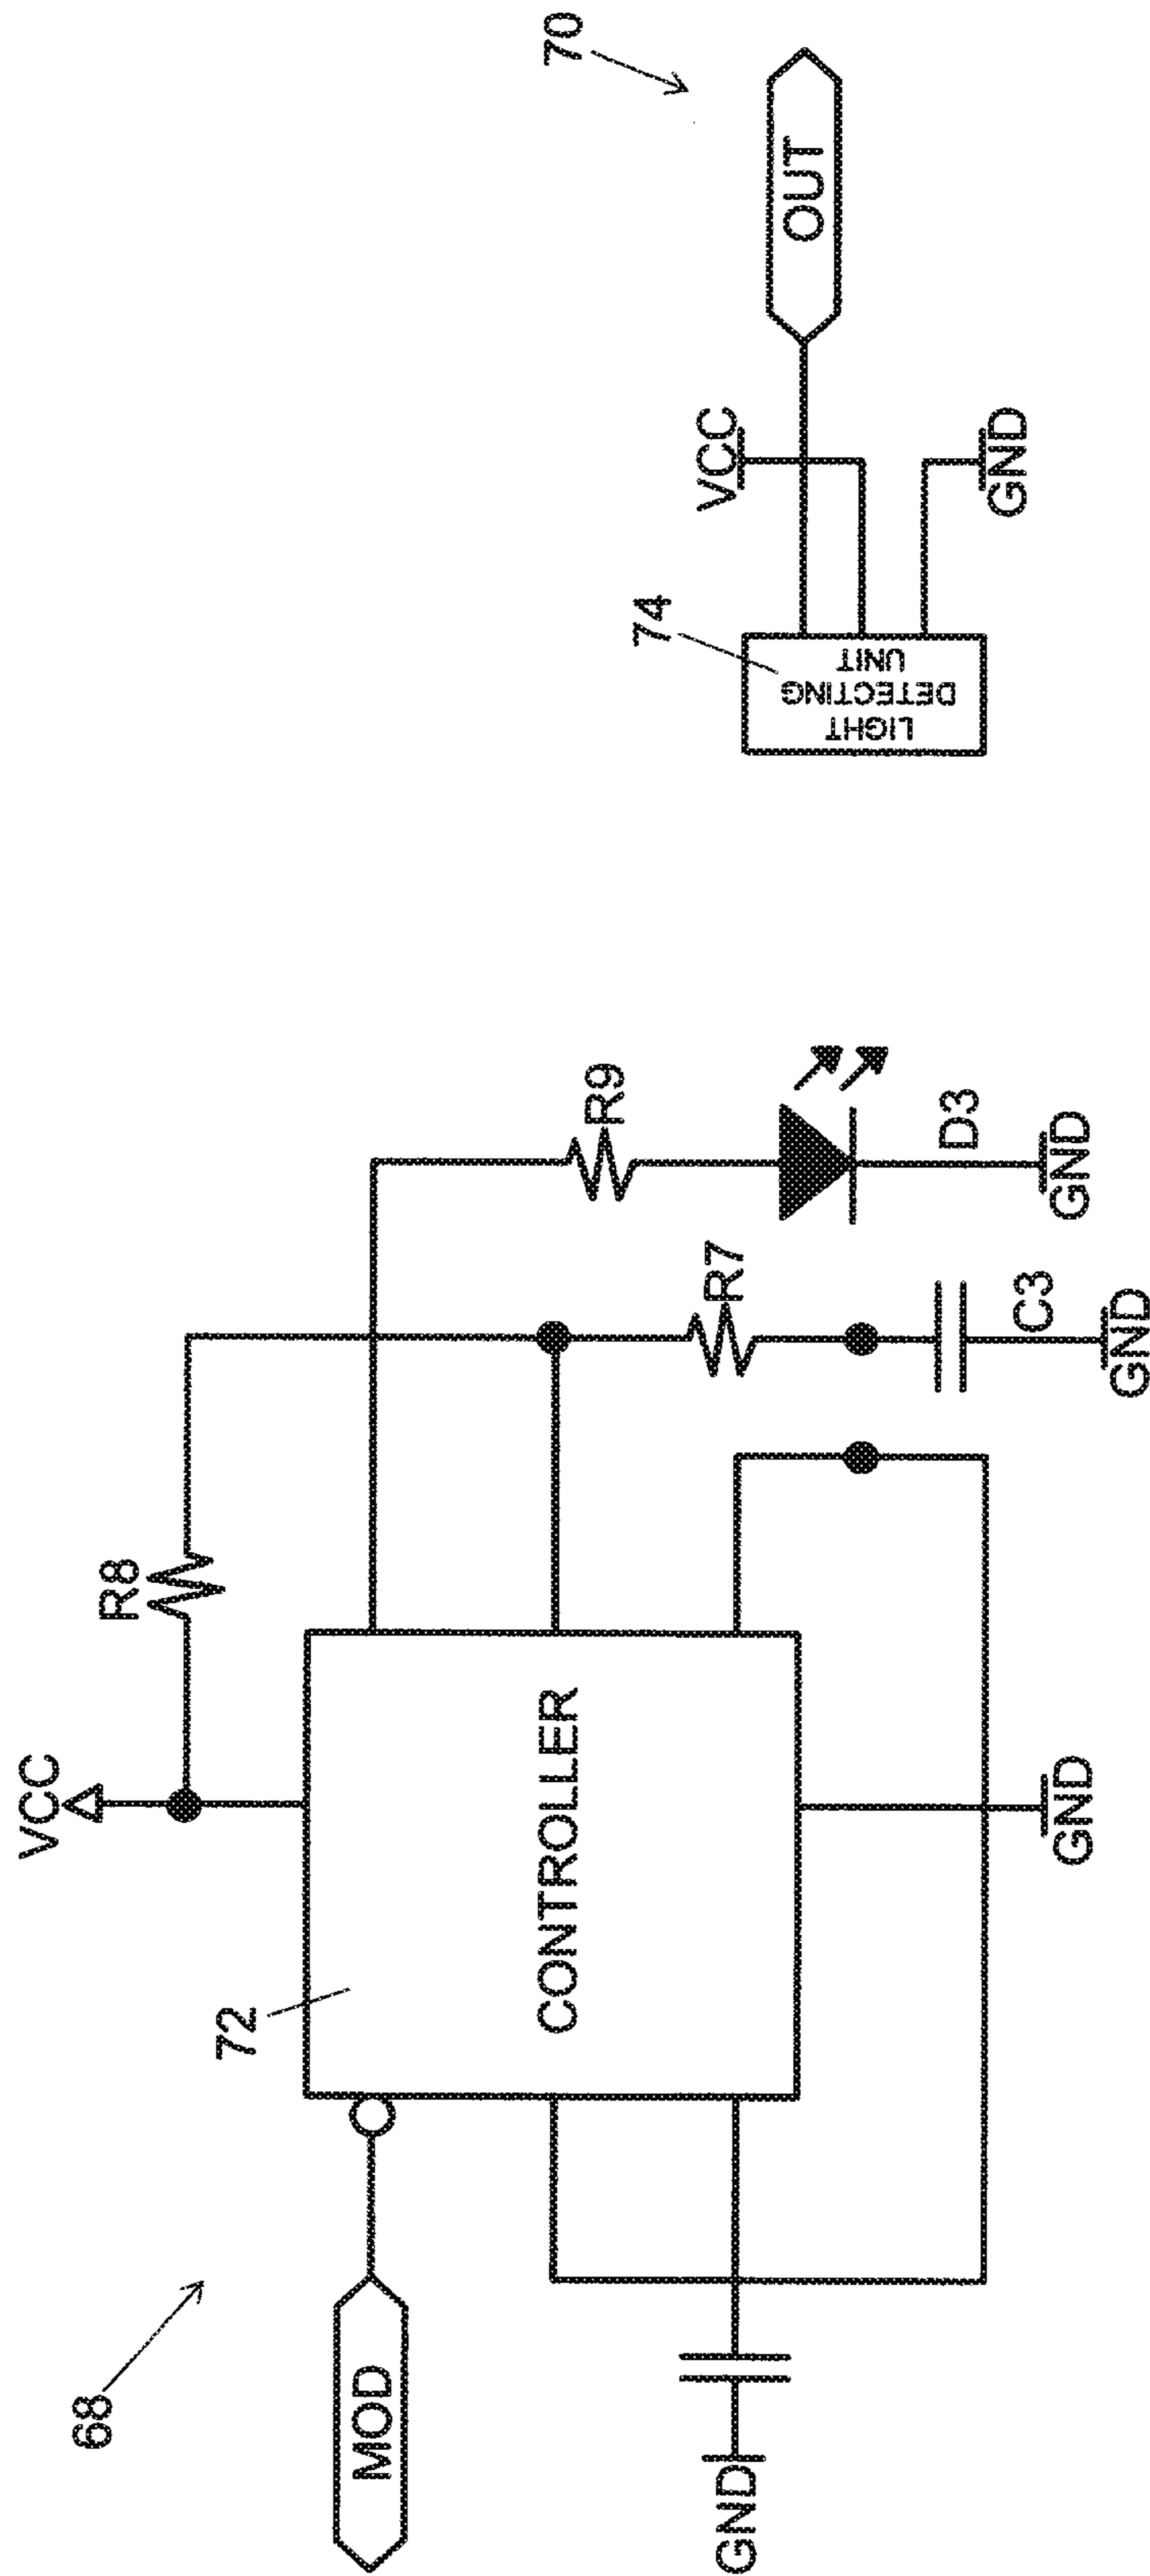 68
MOD
GND
72
VCC
R8
CONTROLLER
GND
R7
C3
GND
R9
D3
GND
74
LIGHT
DETECTING
UNIT
VCC
GND
OUT
70